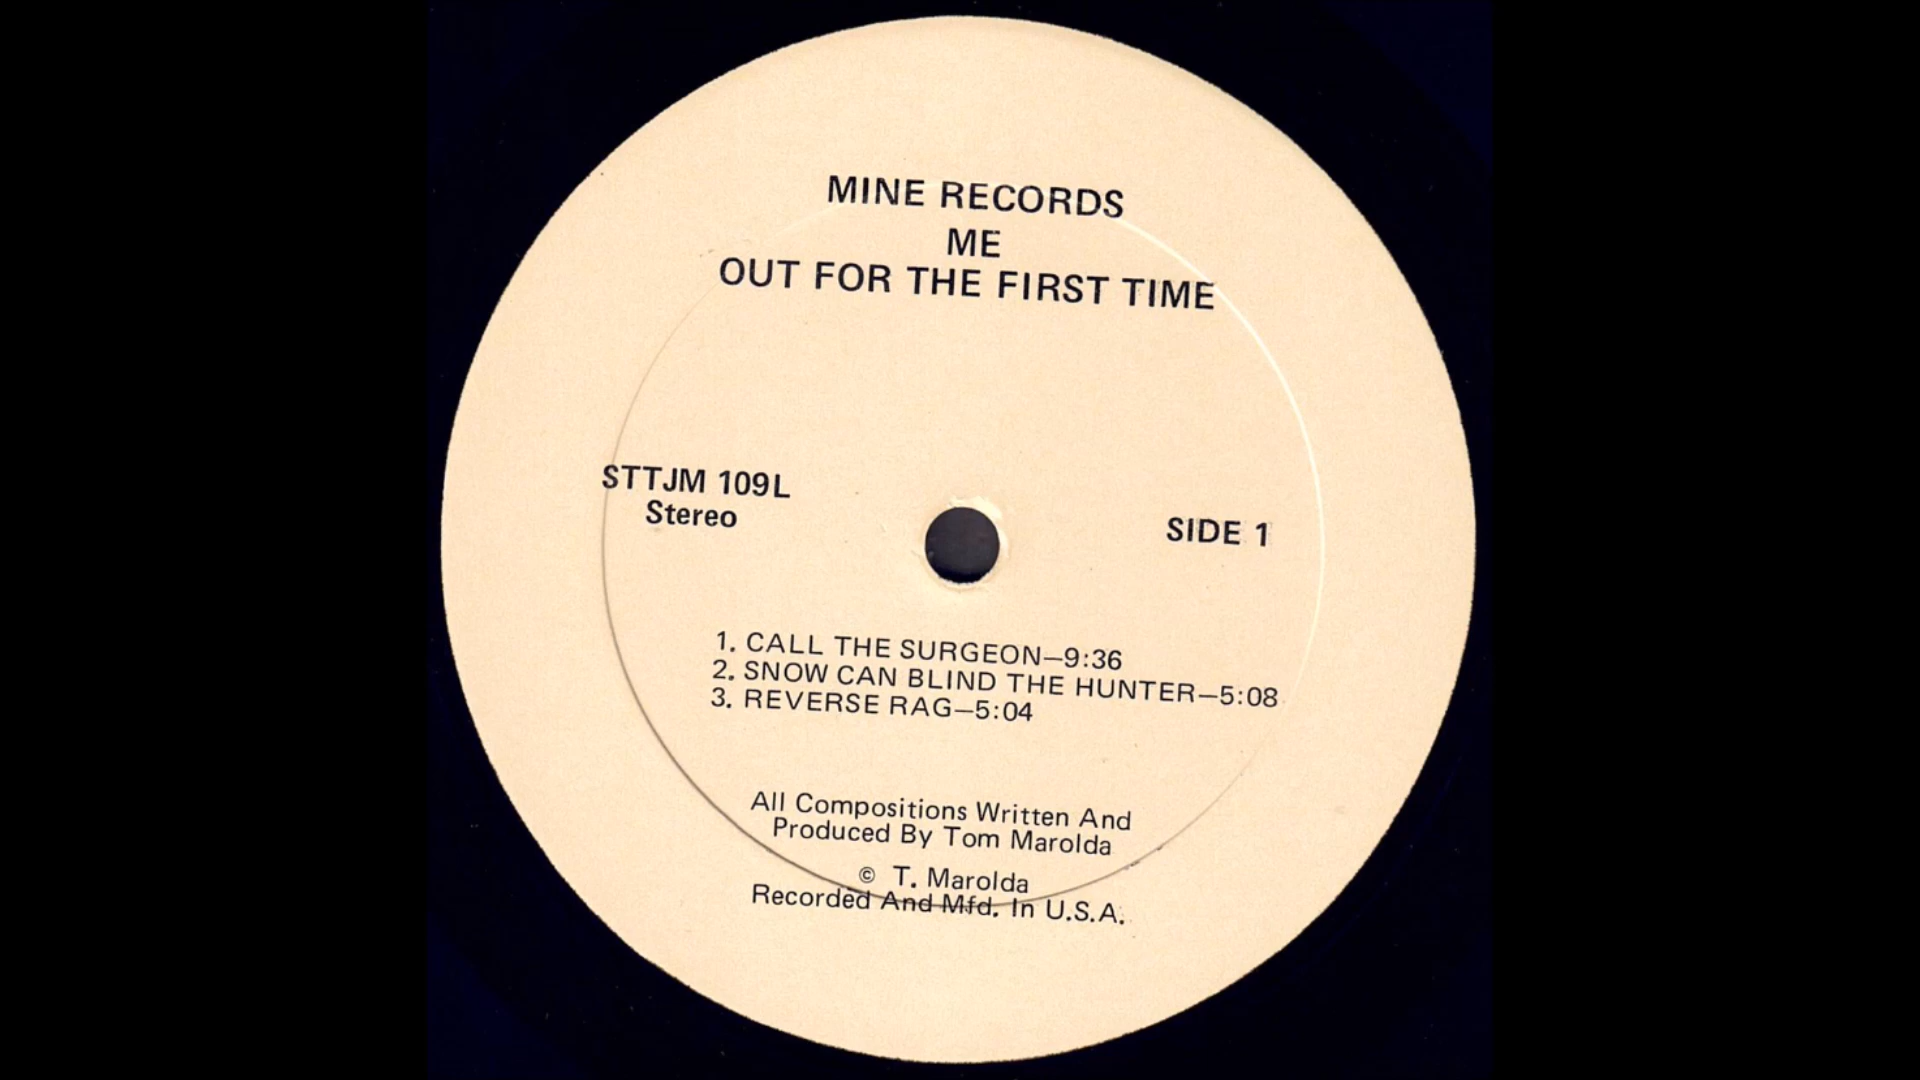 MINE RECORDS
ME
OUT FOR THE FIRST TIME
STTJM 109L
Stereo
SIDE 1
1. CALL THE SURGEON—9:36
2. SNOW CAN BLIND THE HUNTER—5:08
3. REVERSE RAG—5:04
All Compositions Written And
Produced By Tom Marolda
© T. Marolda
Recorded And Mfd. In U.S.A.